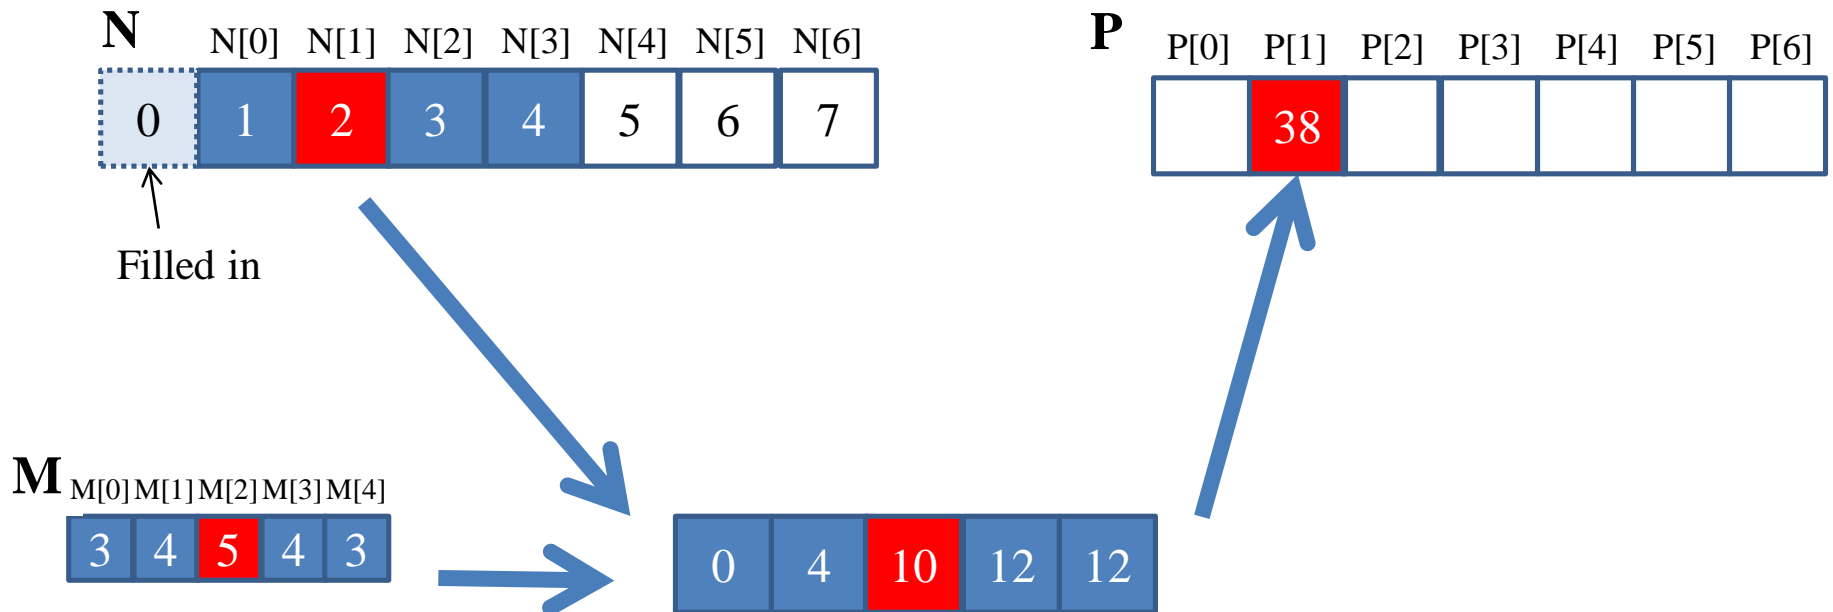 N
N[0] N[1] N[2] N[3] N[4] N[5] N[6]
0 1 2 3 4 5 6 7
Filled in
P
P[0] P[1] P[2] P[3] P[4] P[5] P[6]
38
M
M[0] M[1] M[2] M[3] M[4]
3 4 5 4 3
0 4 10 12 12